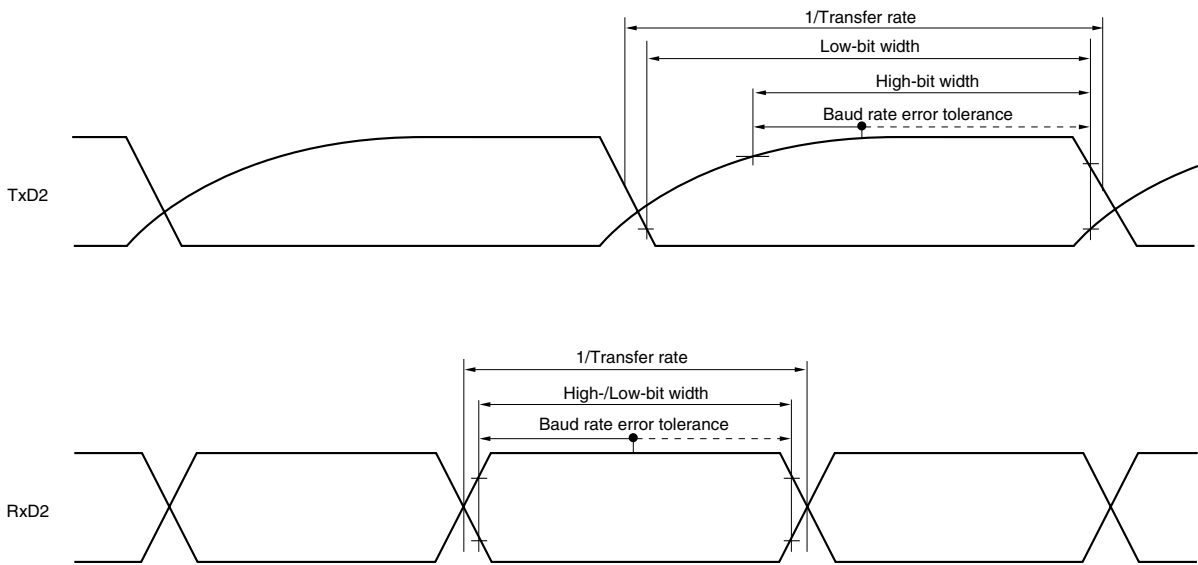 1/Transfer rate
Low-bit width
High-bit width
Baud rate error tolerance
TxD2
1/Transfer rate
High-/Low-bit width
Baud rate error tolerance
RxD2